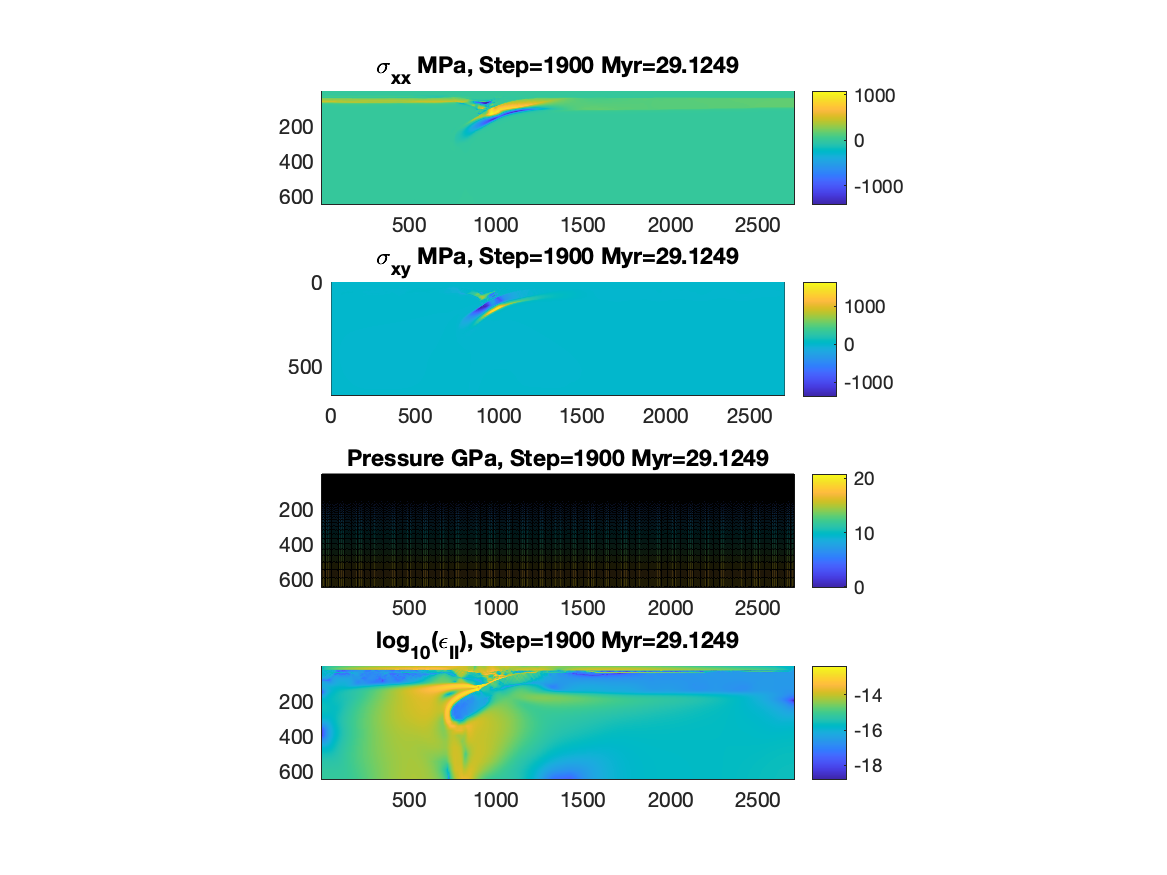 σxx MPa, Step=1900 Myr=29.1249
1000
0
-1000
200
400
600
500 1000 1500 2000 2500
σxy MPa, Step=1900 Myr=29.1249
0
500
1000
0
-1000
0 500 1000 1500 2000 2500
Pressure GPa, Step=1900 Myr=29.1249
20
10
0
200
400
600
500 1000 1500 2000 2500
log10(ϵII), Step=1900 Myr=29.1249
-14
-16
-18
200
400
600
500 1000 1500 2000 2500